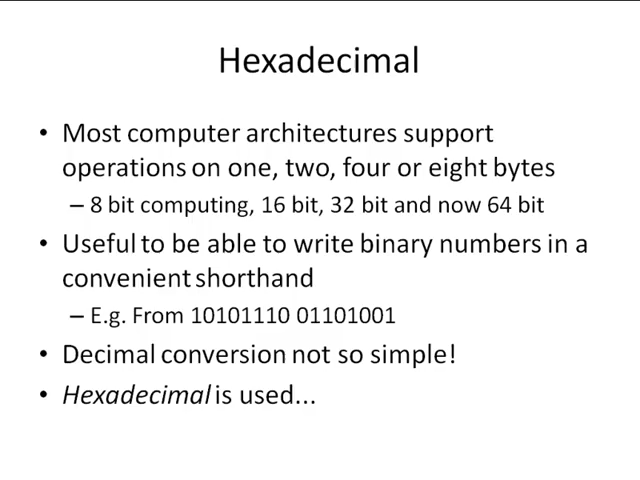 Hexadecimal
• Most computer architectures support
operations on one, two, four or eight bytes
– 8 bit computing, 16 bit, 32 bit and now 64 bit
• Useful to be able to write binary numbers in a
convenient shorthand
– E.g. From 10101110 01101001
• Decimal conversion not so simple!
• Hexadecimal is used...